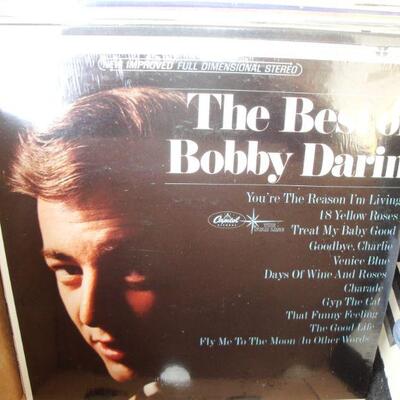 NEW IMPROVED FULL DIMENSIONAL STEREO
The Best of
Bobby Darin
You're The Reason I'm Living
18 Yellow Roses
Treat My Baby Good
Goodbye, Charlie
Venice Blue
Days Of Wine And Roses
Charade
Gyp The Cat
That Funny Feeling
The Good Life
Fly Me To The Moon (In Other Words)
Capitol
RECORDS